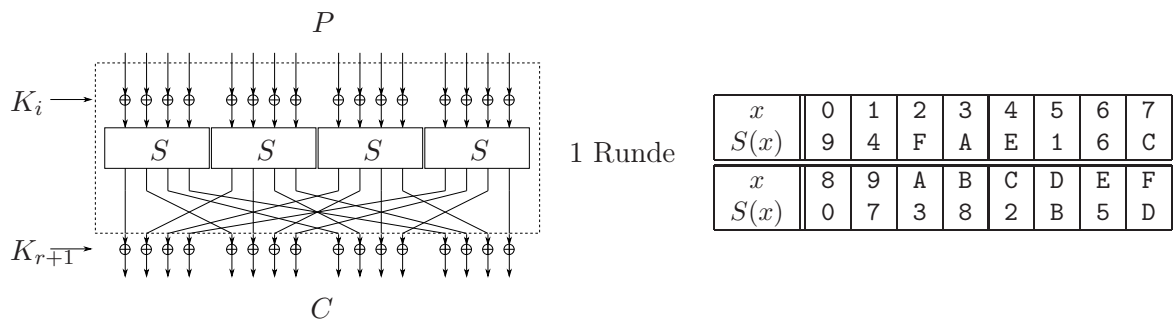 P
K_i
S S S S
1 Runde
K_{r+1}
C
x 0 1 2 3 4 5 6 7
S(x) 9 4 F A E 1 6 C
x 8 9 A B C D E F
S(x) 0 7 3 8 2 B 5 D